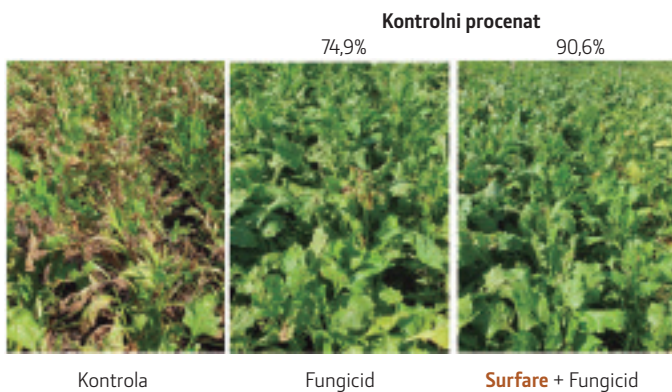 Kontrolni procenat
74,9%
90,6%
Kontrola
Fungicid
Surfare + Fungicid